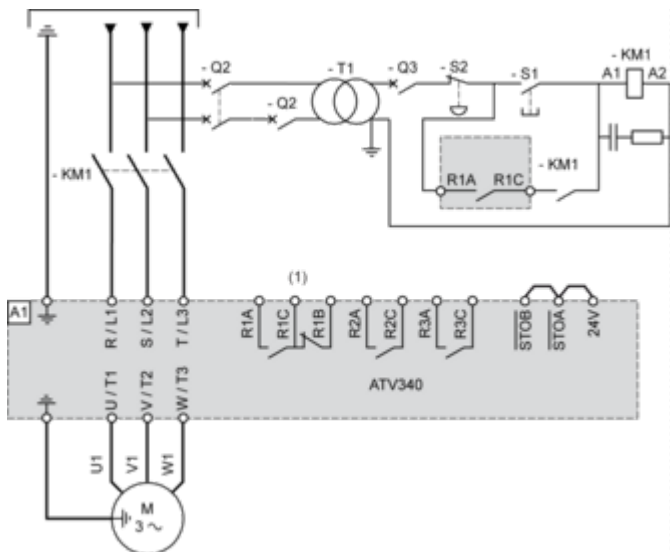 - Q2
- T1
- Q3
- S2
- S1
- KM1
A1
A2
- Q2
- KM1
R1A
R1C
- KM1
(1)
A1
R / L1
S / L2
T / L3
R1A
R1C
R1B
R2A
R2C
R3A
R3C
STOB
STOA
24V
ATV340
U / T1
V / T2
W / T3
U1
V1
W1
M
3 ~